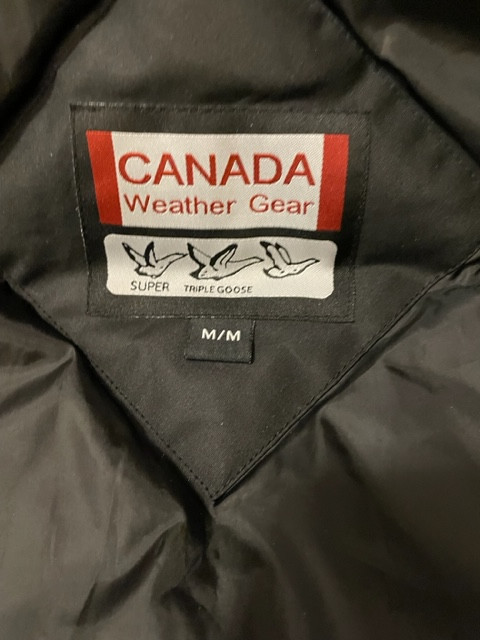 CANADA
Weather Gear
SUPER TRIPLE GOOSE
M/M